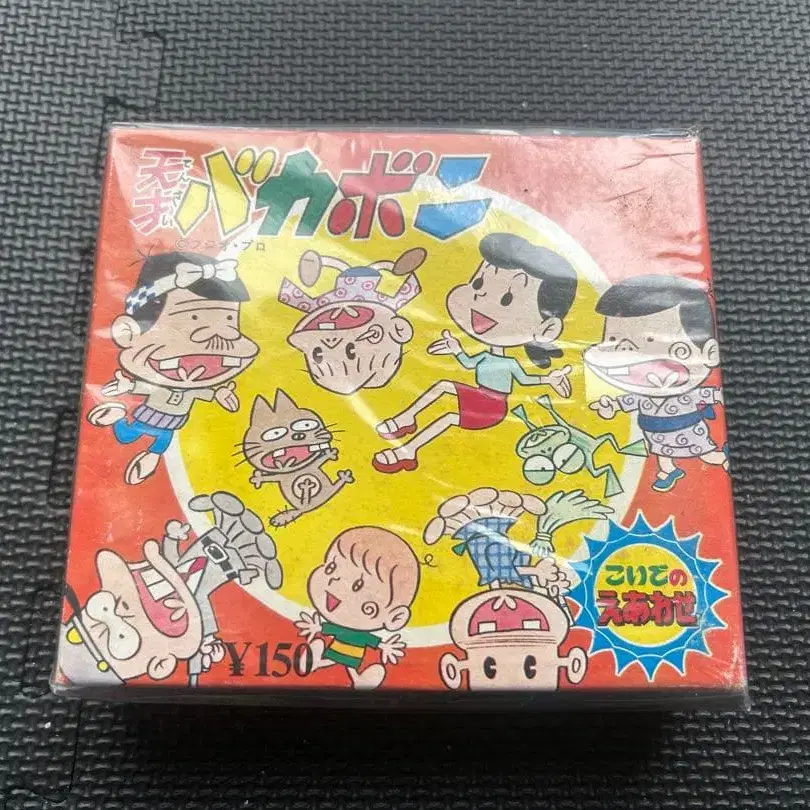 天才バカボン
てんさい
©フジオ・プロ
¥150
こいでの
えあわせ